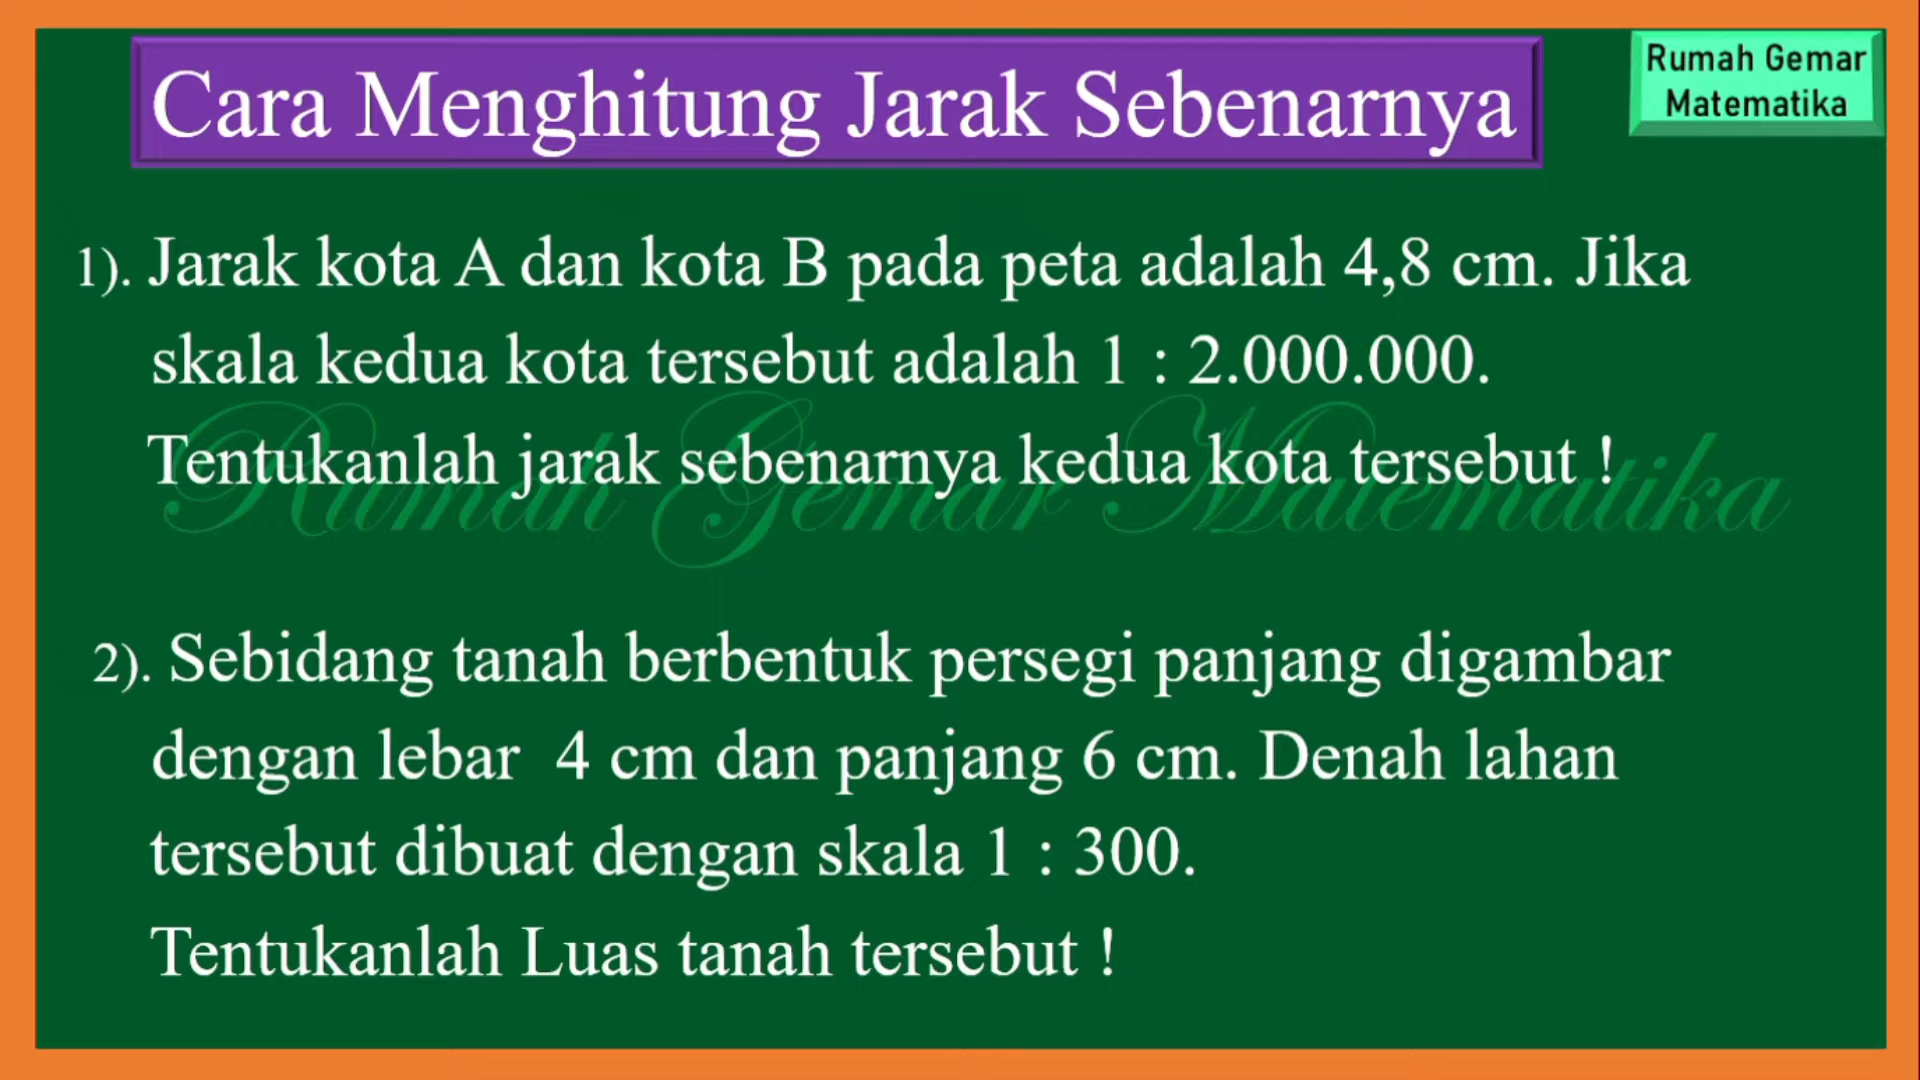 Cara Menghitung Jarak Sebenarnya
Rumah Gemar
Matematika
1). Jarak kota A dan kota B pada peta adalah 4,8 cm. Jika
skala kedua kota tersebut adalah 1 : 2.000.000.
Tentukanlah jarak sebenarnya kedua kota tersebut !
Rumah Gemar Matematika
2). Sebidang tanah berbentuk persegi panjang digambar
dengan lebar 4 cm dan panjang 6 cm. Denah lahan
tersebut dibuat dengan skala 1 : 300.
Tentukanlah Luas tanah tersebut !